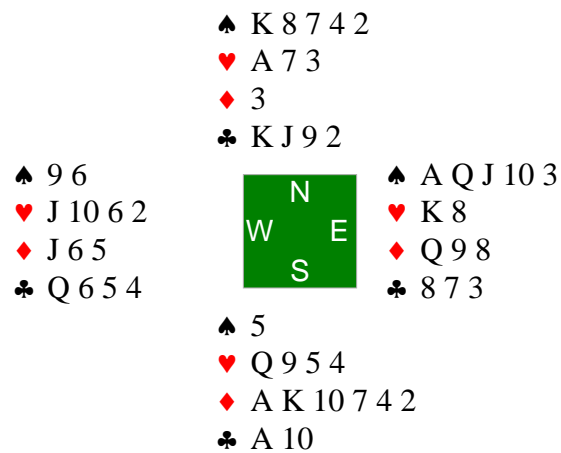 ♠ K 8 7 4 2
♥ A 7 3
♦ 3
♣ K J 9 2
♠ 9 6
♥ J 10 6 2
♦ J 6 5
♣ Q 6 5 4
N
W E
S
♠ A Q J 10 3
♥ K 8
♦ Q 9 8
♣ 8 7 3
♠ 5
♥ Q 9 5 4
♦ A K 10 7 4 2
♣ A 10